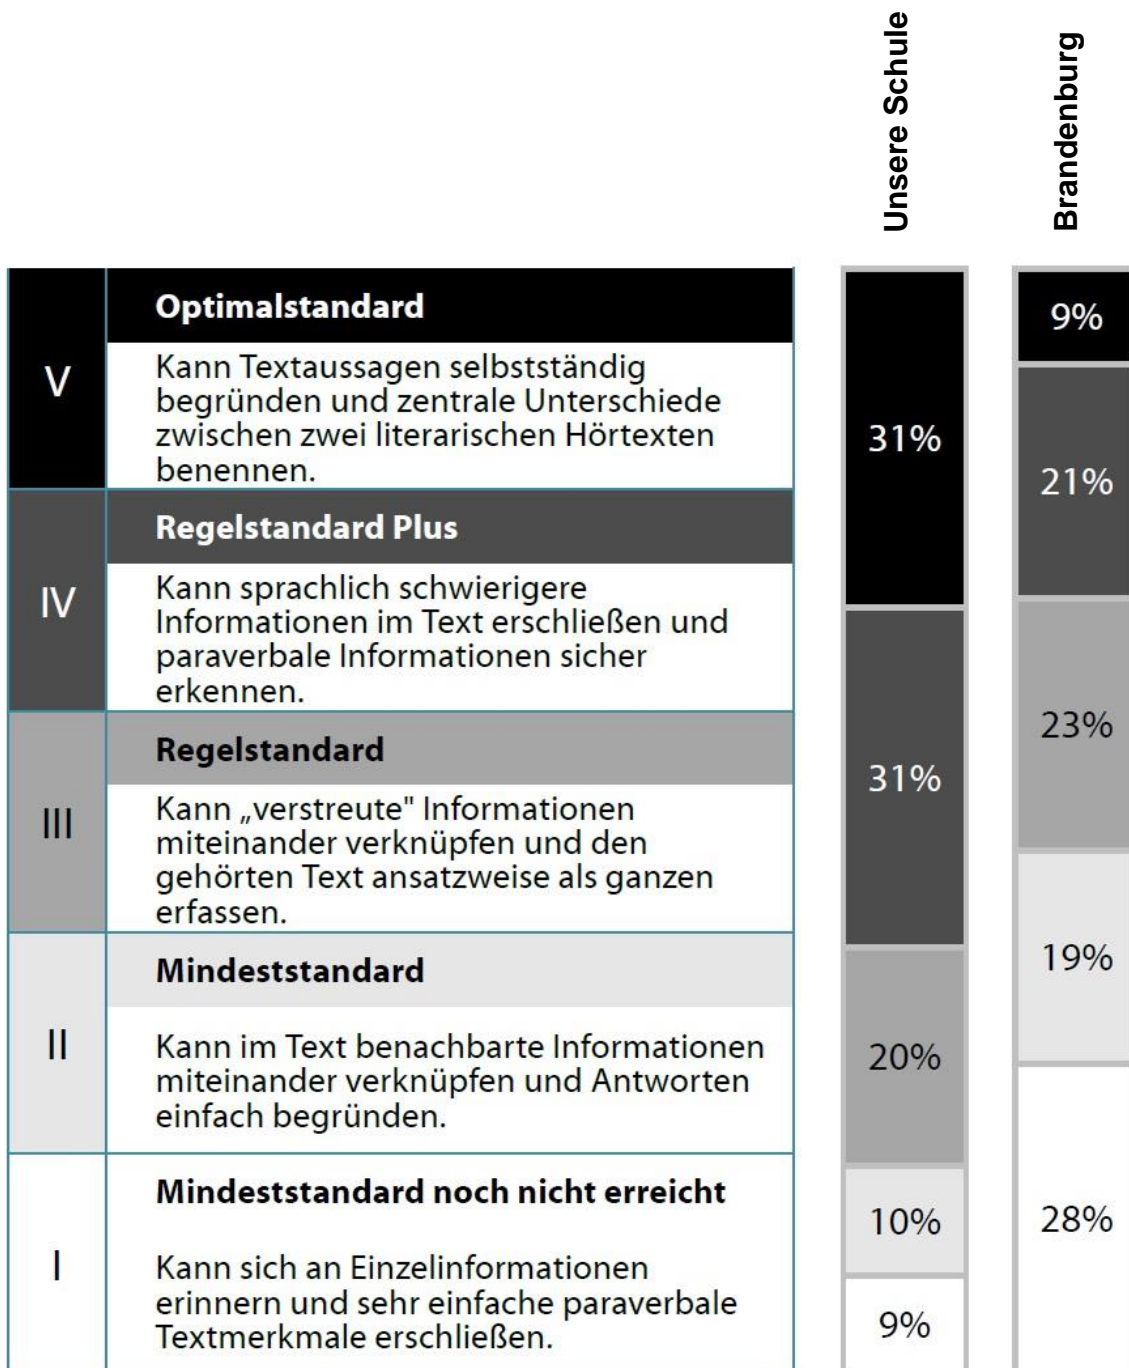 Unsere Schule
Brandenburg
V
Optimalstandard
Kann Textaussagen selbstständig
begründen und zentrale Unterschiede
zwischen zwei literarischen Hörtexten
benennen.
IV
Regelstandard Plus
Kann sprachlich schwierigere
Informationen im Text erschließen und
paraverbale Informationen sicher
erkennen.
III
Regelstandard
Kann „verstreute" Informationen
miteinander verknüpfen und den
gehörten Text ansatzweise als ganzen
erfassen.
II
Mindeststandard
Kann im Text benachbarte Informationen
miteinander verknüpfen und Antworten
einfach begründen.
I
Mindeststandard noch nicht erreicht
Kann sich an Einzelinformationen
erinnern und sehr einfache paraverbale
Textmerkmale erschließen.
31%
31%
20%
10%
9%
9%
21%
23%
19%
28%